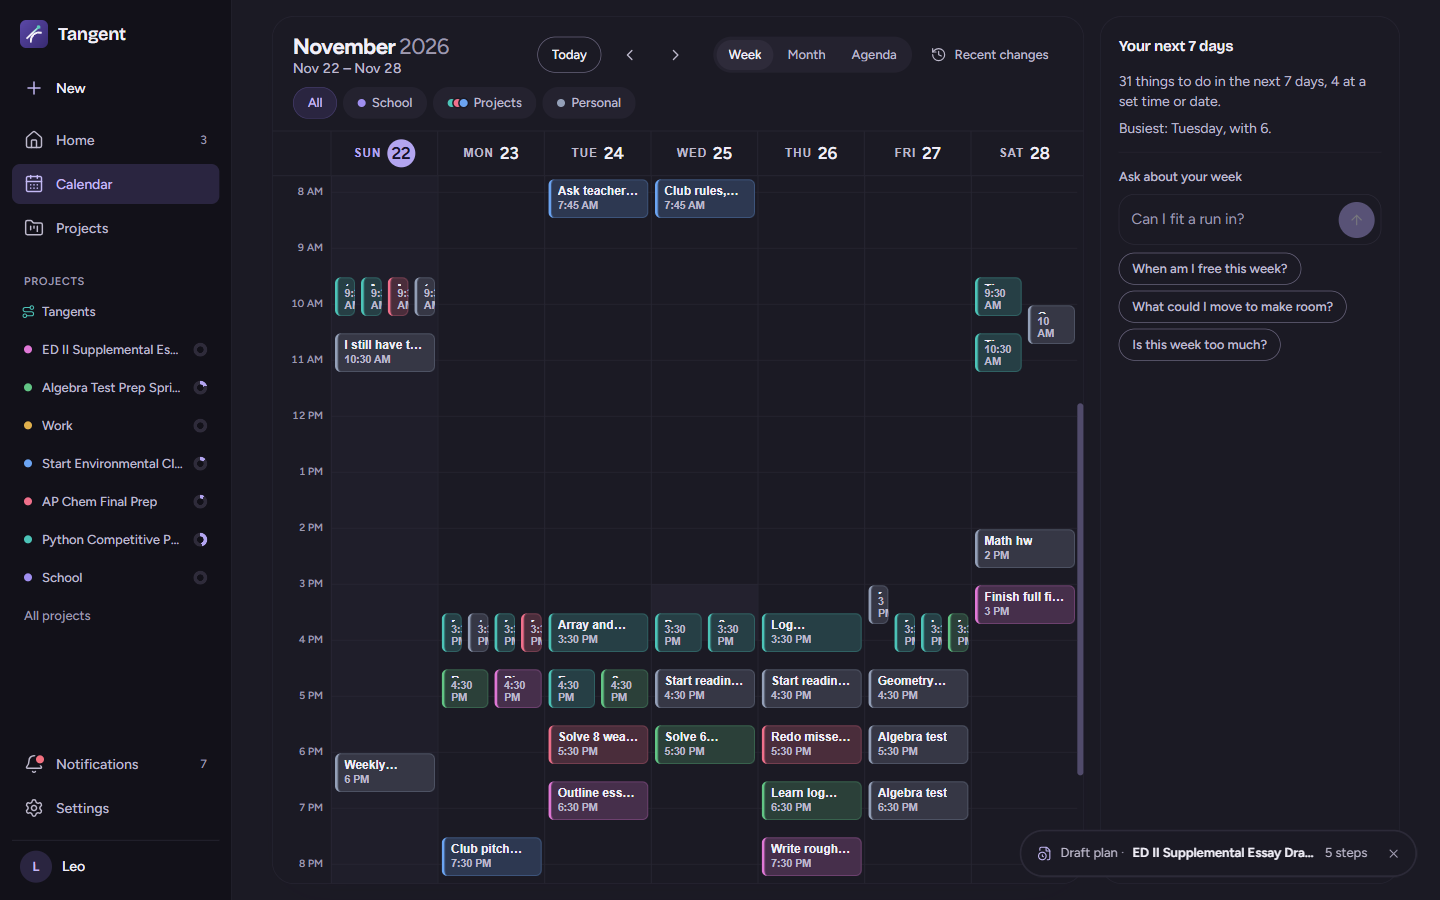 Tangent
New
Home 3
Calendar
Projects
PROJECTS
Tangents
ED II Supplemental Es...
Algebra Test Prep Spri...
Work
Start Environmental Cl...
AP Chem Final Prep
Python Competitive P...
School
All projects
Notifications 7
Settings
L Leo
November 2026
Nov 22 – Nov 28
Today
Week Month Agenda
Recent changes
All School Projects Personal
SUN 22 MON 23 TUE 24 WED 25 THU 26 FRI 27 SAT 28
8 AM
9 AM
10 AM
11 AM
12 PM
1 PM
2 PM
3 PM
4 PM
5 PM
6 PM
7 PM
8 PM
I still have t...
10:30 AM
Weekly...
6 PM
4:30 PM
4:30 PM
Club pitch...
7:30 PM
Ask teacher...
7:45 AM
Array and...
3:30 PM
4:30 PM
4:30 PM
Solve 8 wea...
5:30 PM
Outline ess...
6:30 PM
Club rules,...
7:45 AM
3:30 PM
3:30 PM
Start readin...
4:30 PM
Solve 6...
5:30 PM
Log...
3:30 PM
Start readin...
4:30 PM
Redo misse...
5:30 PM
Learn log...
6:30 PM
Write rough...
7:30 PM
Geometry...
4:30 PM
Algebra test
5:30 PM
Algebra test
6:30 PM
9:30 AM
10 AM
10:30 AM
Math hw
2 PM
Finish full fi...
3 PM
Your next 7 days
31 things to do in the next 7 days, 4 at a
set time or date.
Busiest: Tuesday, with 6.
Ask about your week
Can I fit a run in?
When am I free this week?
What could I move to make room?
Is this week too much?
Draft plan · ED II Supplemental Essay Dra... 5 steps